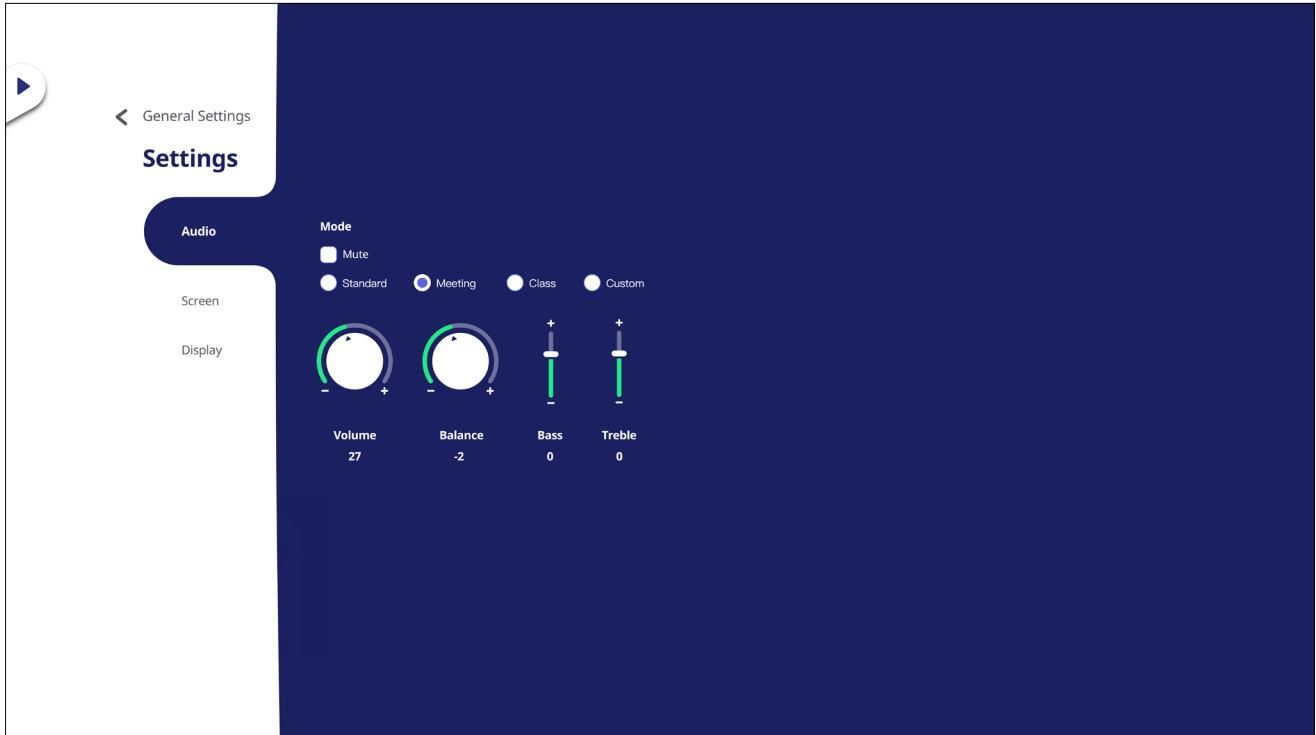 General Settings
Settings
Audio
Screen
Display
Mode
Mute
Standard Meeting Class Custom
+ +
- + - + - -
Volume Balance Bass Treble
27 -2 0 0